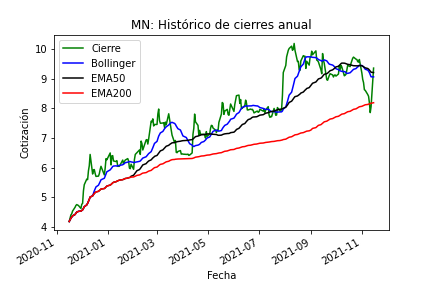 MN: Histórico de cierres anual
Cierre
Bollinger
EMA50
EMA200
Cotización
10
9
8
7
6
5
4
2020-11
2021-01
2021-03
2021-05
2021-07
2021-09
2021-11
Fecha